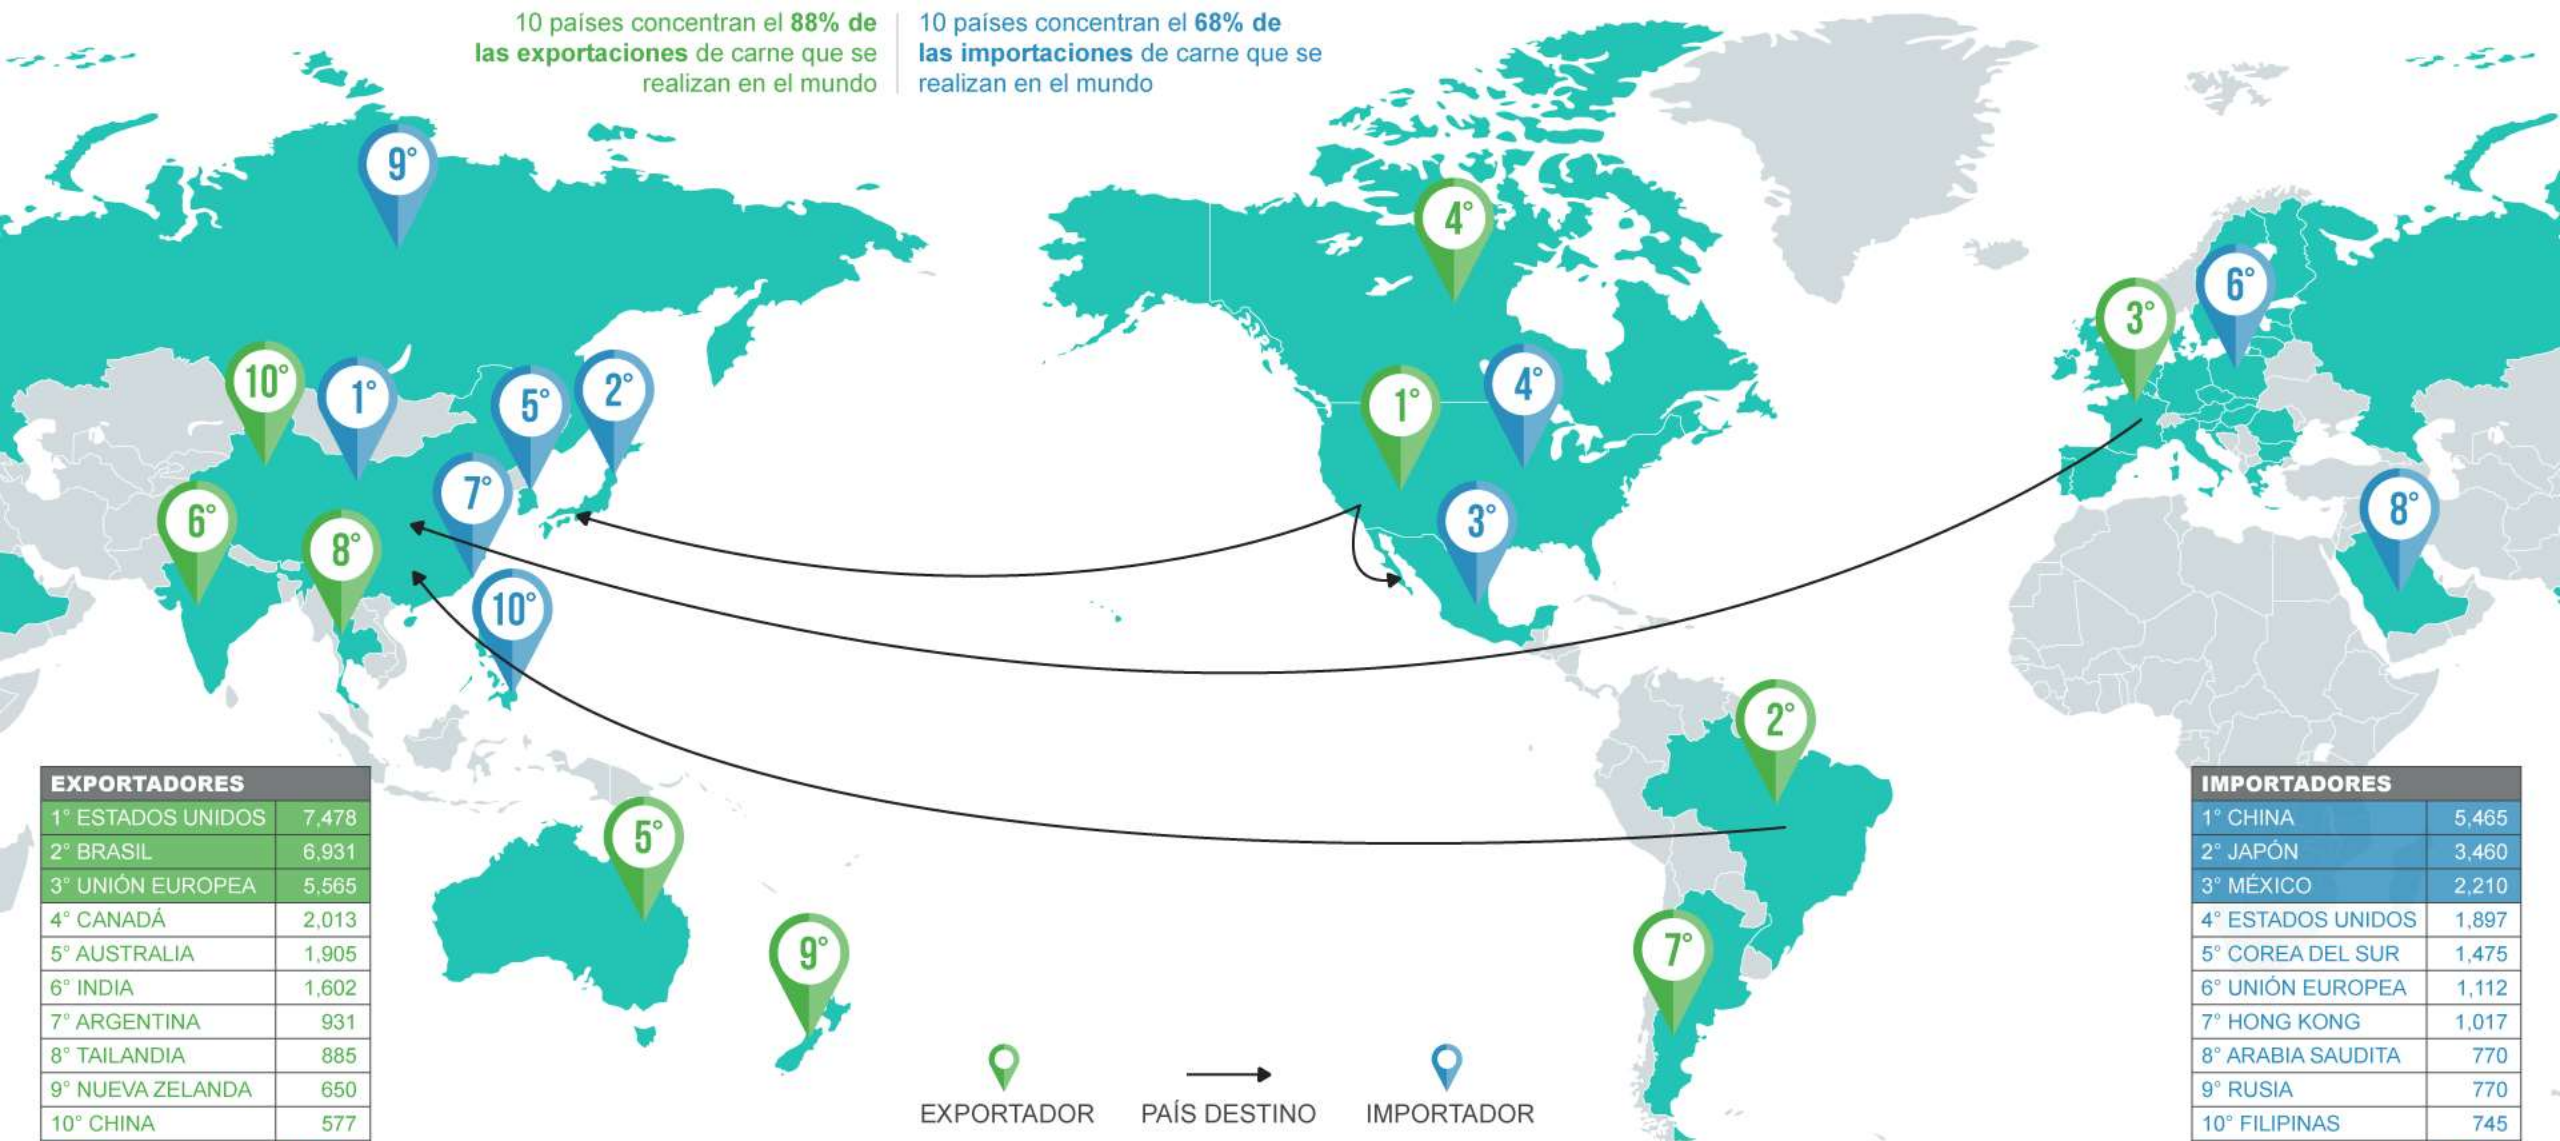 10 países concentran el 88% de
las exportaciones de carne que se
realizan en el mundo
10 países concentran el 68% de
las importaciones de carne que se
realizan en el mundo
9°
4°
6°
3°
10°
1°
5°
2°
1°
4°
7°
3°
8°
6°
8°
10°
2°
5°
9°
7°
EXPORTADORES
1° ESTADOS UNIDOS 7,478
2° BRASIL 6,931
3° UNIÓN EUROPEA 5,565
4° CANADÁ 2,013
5° AUSTRALIA 1,905
6° INDIA 1,602
7° ARGENTINA 931
8° TAILANDIA 885
9° NUEVA ZELANDA 650
10° CHINA 577
EXPORTADOR
PAÍS DESTINO
IMPORTADOR
IMPORTADORES
1° CHINA 5,465
2° JAPÓN 3,460
3° MÉXICO 2,210
4° ESTADOS UNIDOS 1,897
5° COREA DEL SUR 1,475
6° UNIÓN EUROPEA 1,112
7° HONG KONG 1,017
8° ARABIA SAUDITA 770
9° RUSIA 770
10° FILIPINAS 745